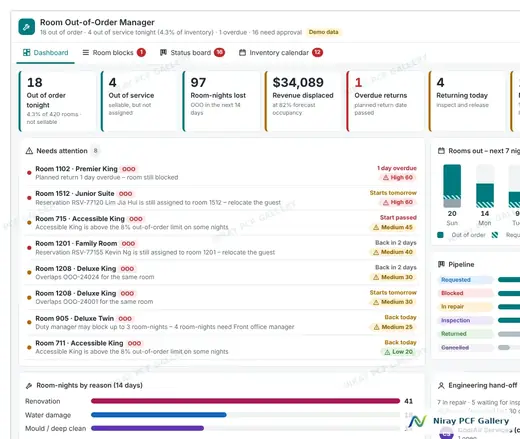 Room Out-of-Order Manager
18 out of order · 4 out of service tonight (4.3% of inventory) · 1 overdue · 16 need approval Demo data
Dashboard Room blocks 1 Status board 18 Inventory calendar 12
18
Out of order tonight
4.3% of 420 rooms · not sellable
4
Out of service
sellable, but not assigned
97
Room-nights lost
OOO in the next 14 days
$34,089
Revenue displaced
at 82% forecast occupancy
1
Overdue returns
planned return date passed
4
Returning today
inspect and release
Needs attention 8
Room 1102 · Premier King OOO 1 day overdue
Planned return 1 day overdue – room still blocked High 60
Room 1512 · Junior Suite OOO Starts tomorrow
Reservation RSV-77120 Lim Jia Hui is still assigned to room 1512 – relocate the guest High 60
Room 715 · Accessible King OOO Start passed
Accessible King is above the 8% out-of-order limit on some nights Medium 45
Room 1201 · Family Room OOO Back in 2 days
Reservation RSV-77155 Kevin Ng is still assigned to room 1201 – relocate the guest Medium 40
Room 1208 · Deluxe King OOO Back in 2 days
Overlaps OOO-24024 for the same room Medium 30
Room 1208 · Deluxe King OOO Starts tomorrow
Overlaps OOO-24001 for the same room Medium 30
Room 905 · Deluxe Twin OOO Back today
Duty manager may block up to 3 room-nights – 4 room-nights need Front office manager Medium 25
Room 711 · Accessible King OOO Back today
Accessible King is above the 8% out-of-order limit on some nights Low 20
Rooms out – next 7 nig
20 14
Sun Mon Tue
Out of order Requ
Pipeline
Requested
Blocked
In repair
Inspection
Returned
Cancelled
Room-nights by reason (14 days)
Renovation 41
Water damage
Mould / deep clean
Engineering hand-off
7 in repair · 5 waiting for insp
Niray PCF Gallery